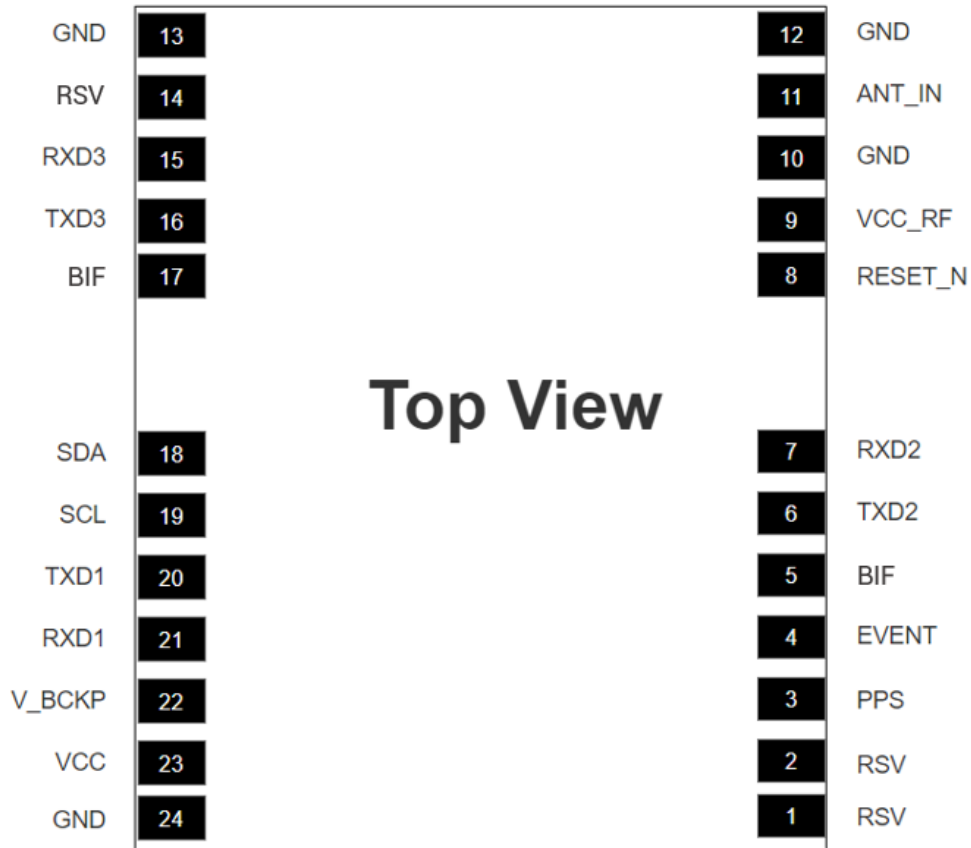 GND 13 12 GND
RSV 14 11 ANT_IN
RXD3 15 10 GND
TXD3 16 9 VCC_RF
BIF 17 8 RESET_N
Top View
SDA 18 7 RXD2
SCL 19 6 TXD2
TXD1 20 5 BIF
RXD1 21 4 EVENT
V_BCKP 22 3 PPS
VCC 23 2 RSV
GND 24 1 RSV